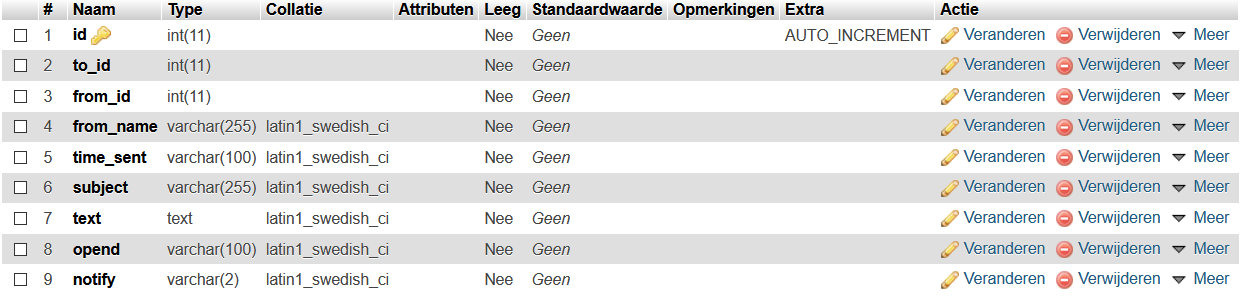 # Naam Type Collatie Attributen Leeg Standaardwaarde Opmerkingen Extra Actie
1 id int(11) Nee Geen AUTO_INCREMENT Veranderen Verwijderen Meer
2 to_id int(11) Nee Geen Veranderen Verwijderen Meer
3 from_id int(11) Nee Geen Veranderen Verwijderen Meer
4 from_name varchar(255) latin1_swedish_ci Nee Geen Veranderen Verwijderen Meer
5 time_sent varchar(100) latin1_swedish_ci Nee Geen Veranderen Verwijderen Meer
6 subject varchar(255) latin1_swedish_ci Nee Geen Veranderen Verwijderen Meer
7 text text latin1_swedish_ci Nee Geen Veranderen Verwijderen Meer
8 opend varchar(100) latin1_swedish_ci Nee Geen Veranderen Verwijderen Meer
9 notify varchar(2) latin1_swedish_ci Nee Geen Veranderen Verwijderen Meer